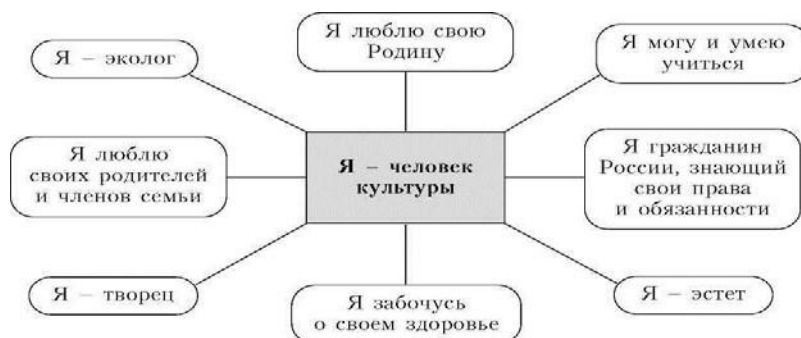 Я люблю свою
Родину
Я – эколог
Я могу и умею
учиться
Я люблю
своих родителей
и членов семьи
Я – человек
культуры
Я гражданин
России, знающий
свои права
и обязанности
Я – творец
Я забочусь
о своем здоровье
Я – эстет